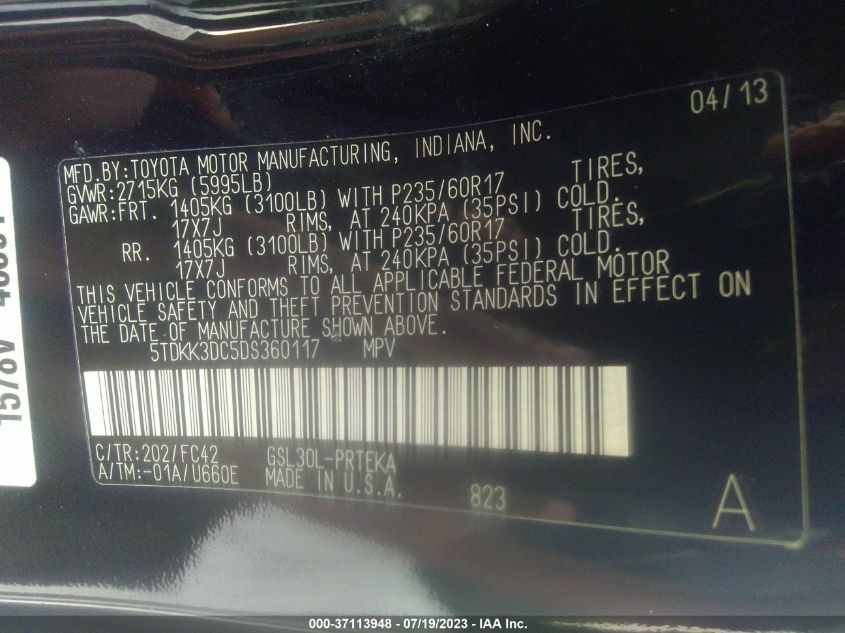 04/13
MFD.BY:TOYOTA MOTOR MANUFACTURING, INDIANA, INC.
GVWR:2715KG (5995LB)
GAWR:FRT. 1405KG (3100LB) WITH P235/60R17 TIRES,
17X7J RIMS, AT 240KPA (35PSI) COLD.
RR. 1405KG (3100LB) WITH P235/60R17 TIRES,
17X7J RIMS, AT 240KPA (35PSI) COLD.
THIS VEHICLE CONFORMS TO ALL APPLICABLE FEDERAL MOTOR
VEHICLE SAFETY AND THEFT PREVENTION STANDARDS IN EFFECT ON
THE DATE OF MANUFACTURE SHOWN ABOVE.
5TDKK3DC5DS360117 MPV
C/TR:202/FC42 GSL30L-PRTEKA
A/TM:-01A/U660E MADE IN U.S.A. 823
A
000-37113948 - 07/19/2023 - IAA Inc.